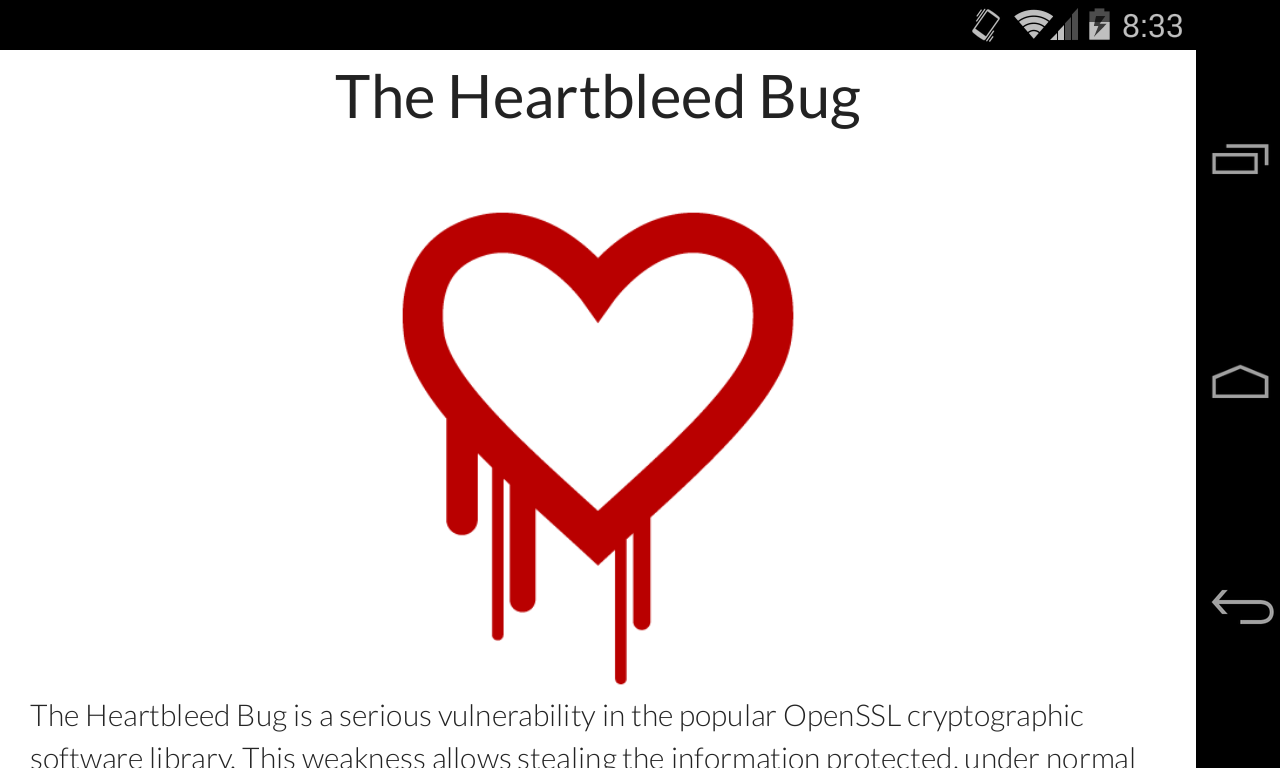 8:33
The Heartbleed Bug
The Heartbleed Bug is a serious vulnerability in the popular OpenSSL cryptographic
software library. This weakness allows stealing the information protected, under normal